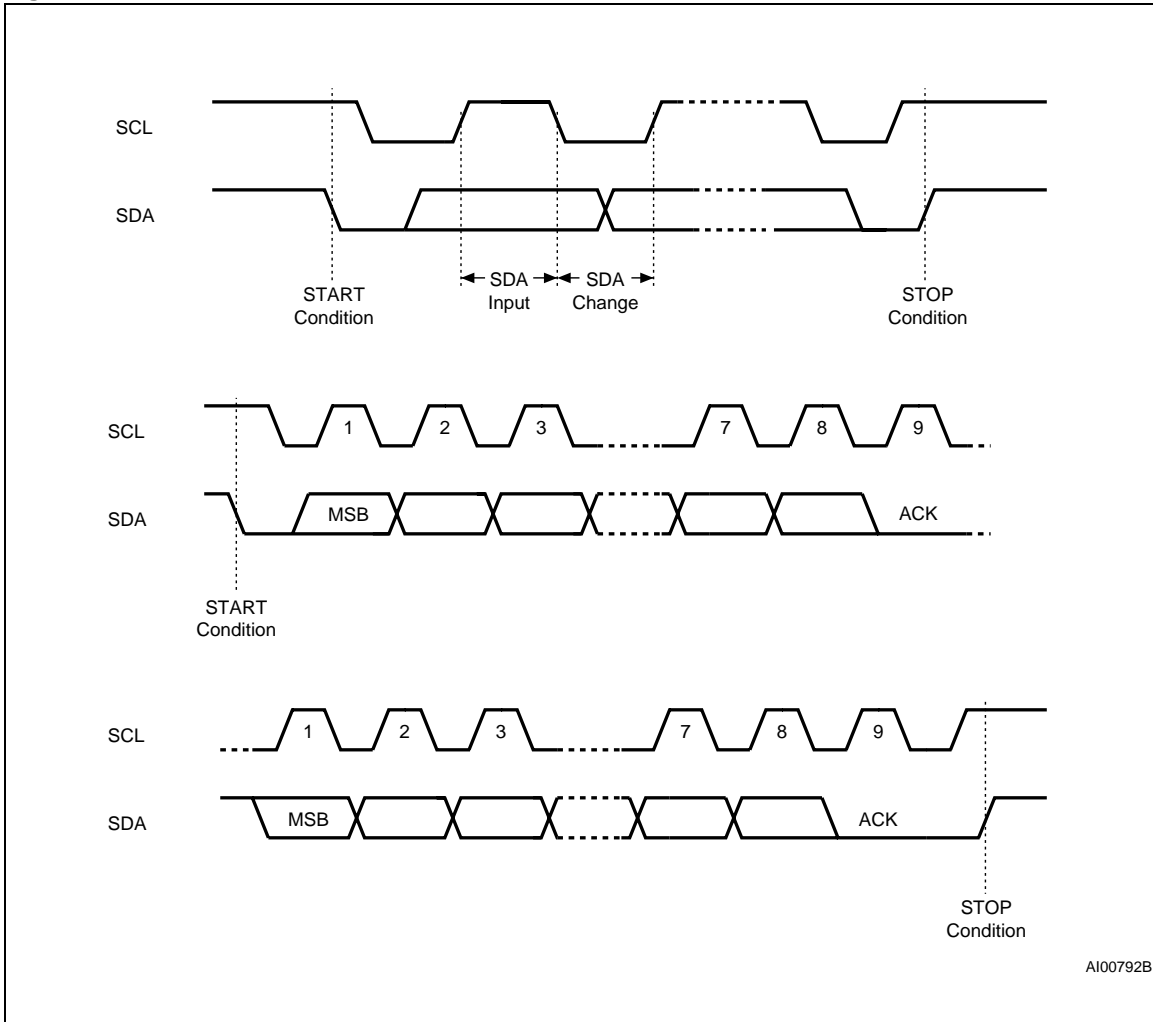 SCL
SDA
START
Condition
SDA
Input
SDA
Change
STOP
Condition
SCL
1 2 3 7 8 9
SDA
MSB
ACK
START
Condition
SCL
1 2 3 7 8 9
SDA
MSB
ACK
STOP
Condition
AI00792B